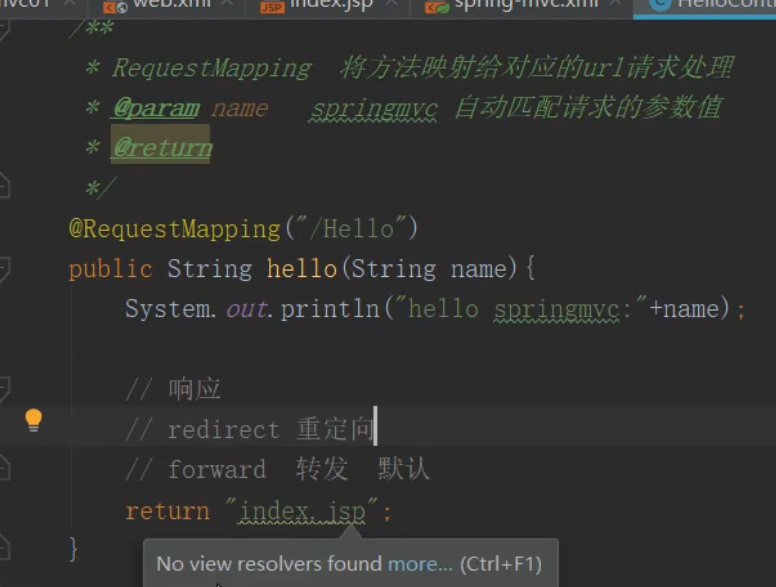 web.xml index.jsp spring-mvc.xml
/**
* RequestMapping 将方法映射给对应的url请求处理
* @param name springmvc 自动匹配请求的参数值
* @return
*/
@RequestMapping("/Hello")
public String hello(String name){
System.out.println("hello springmvc:"+name);
// 响应
// redirect 重定向
// forward 转发 默认
return "index.jsp";
}
No view resolvers found more... (Ctrl+F1)